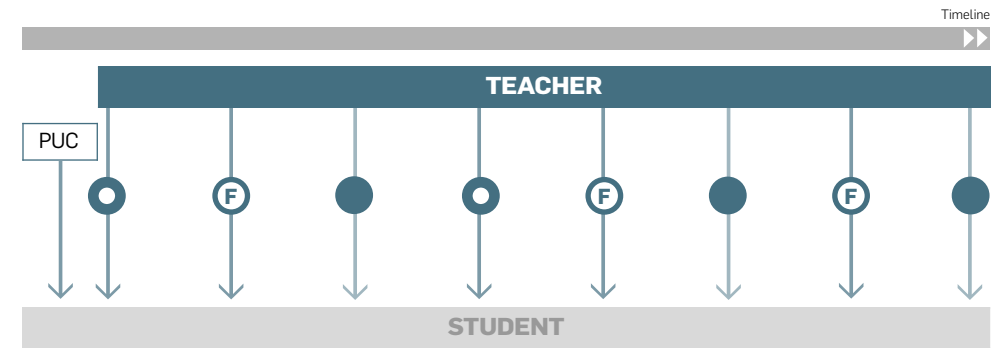 Timeline
TEACHER
PUC
F
F
F
STUDENT